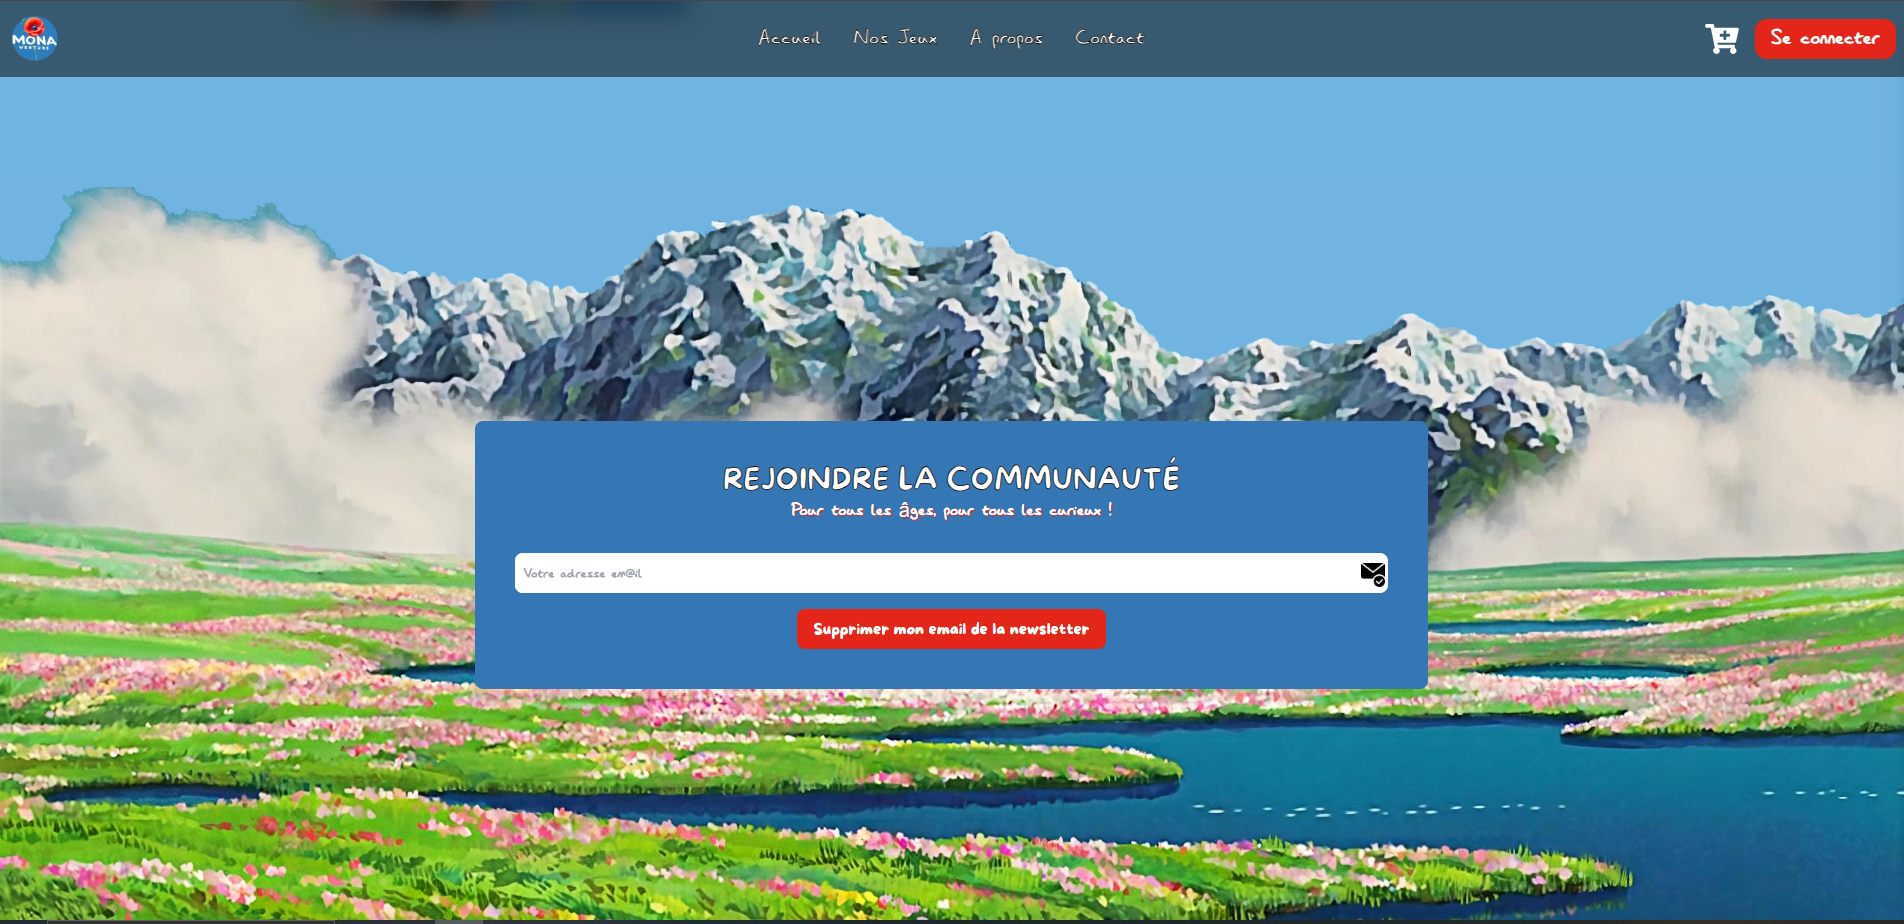 MONA
VENTURE
Accueil Nos Jeux A propos Contact
Se connecter
REJOINDRE LA COMMUNAUTÉ
Pour tous les âges, pour tous les curieux !
Votre adresse em@il
Supprimer mon email de la newsletter